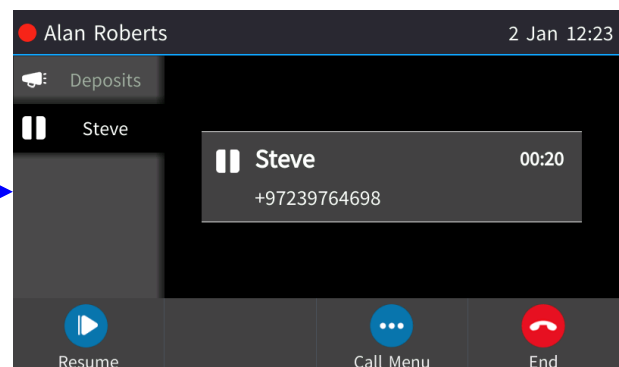 Alan Roberts 2 Jan 12:23
Deposits
Steve
Steve 00:20
+97239764698
Resume Call Menu End